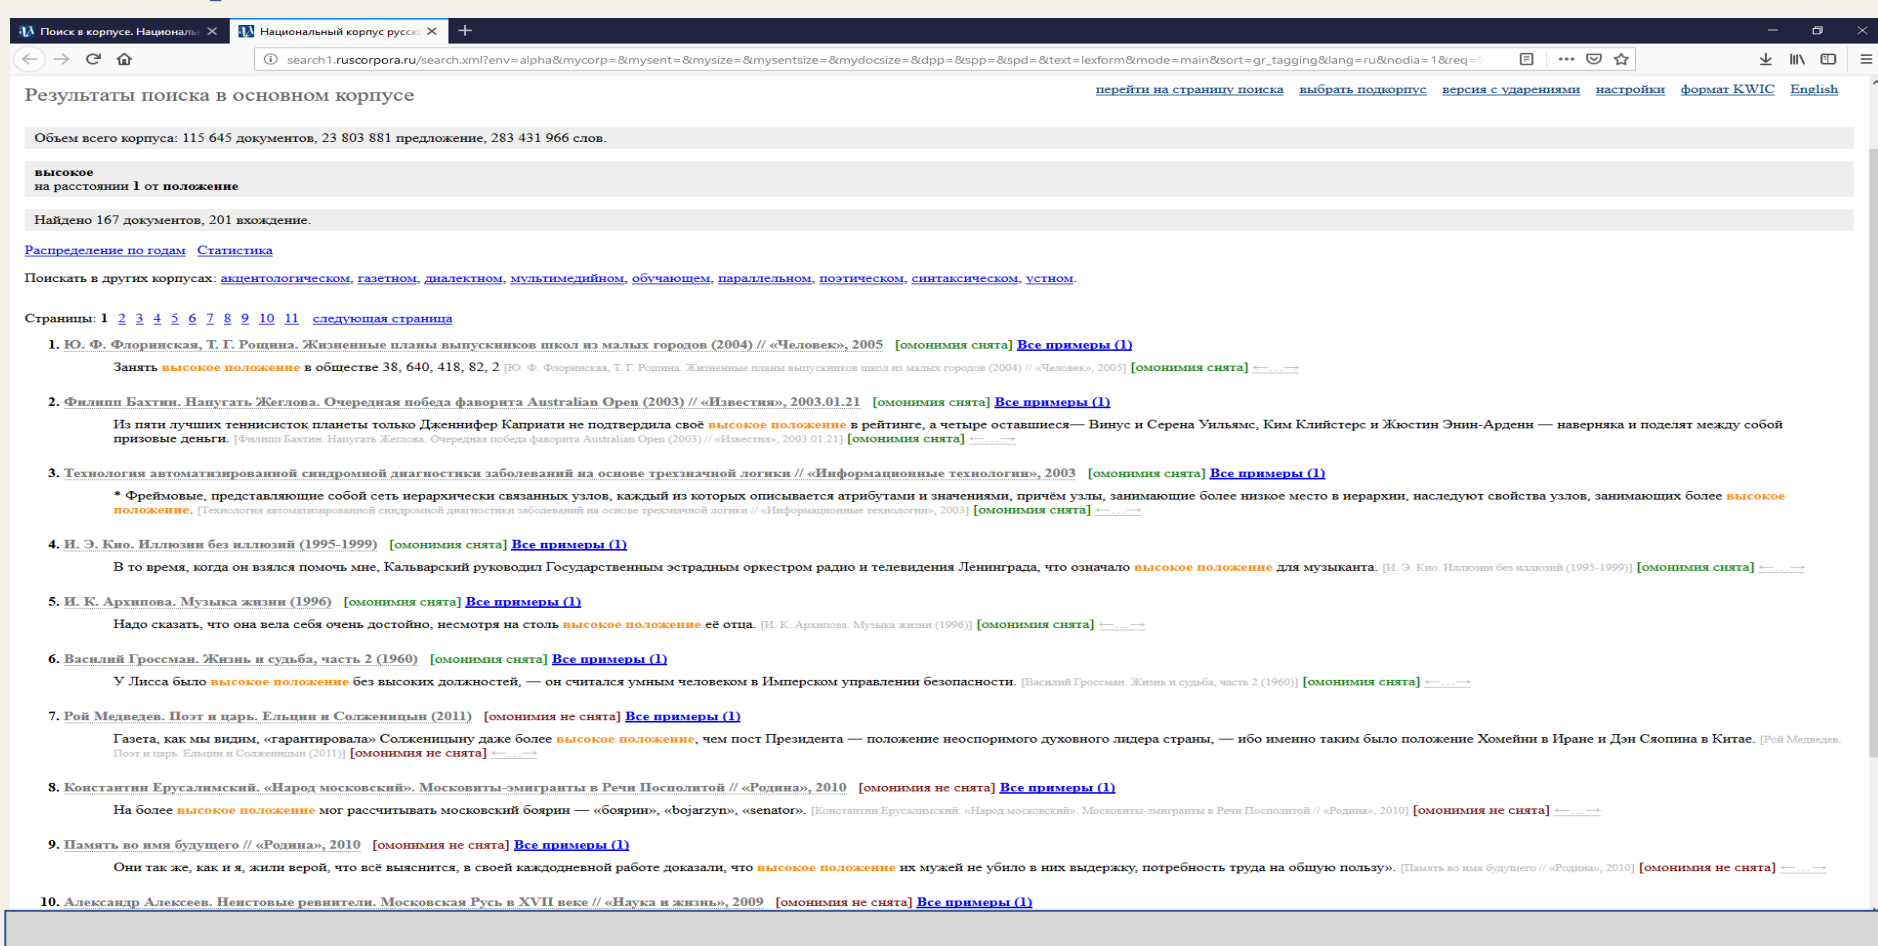 Поиск в корпусе. Националь
Национальный корпус русск
search1.ruscorpora.ru/search.xml?env=alpha&mycorp=&mysent=&mysize=&mysentsize=&mydocsize=&dpp=&spp=&spd=&text=lexform&mode=main&sort=gr_tagging&lang=ru&nodia=1&req=
Результаты поиска в основном корпусе
перейти на страницу поиска выбрать подкорпус версия с ударениями настройки формат KWIC English
Объем всего корпуса: 115 645 документов, 23 803 881 предложение, 283 431 966 слов.
высокое
на расстоянии 1 от положение
Найдено 167 документов, 201 вхождение.
Распределение по годам Статистика
Поискать в других корпусах: акцентологическом, газетном, диалектном, мультимедийном, обучающем, параллельном, поэтическом, синтаксическом, устном.
Страницы: 1 2 3 4 5 6 7 8 9 10 11 следующая страница
1. Ю. Ф. Флоринская, Т. Г. Рощина. Жизненные планы выпускников школ из малых городов (2004) // «Человек», 2005 [омонимия снята] Все примеры (1)
Занять высокое положение в обществе 38, 640, 418, 82, 2 [Ю. Ф. Флоринская, Т. Г. Рощина. Жизненные планы выпускников школ из малых городов (2004) // «Человек», 2005] [омонимия снята] ←…→
2. Филипп Бахтин. Напугать Жеглова. Очередная победа фаворита Australian Open (2003) // «Известия», 2003.01.21 [омонимия снята] Все примеры (1)
Из пяти лучших теннисисток планеты только Дженнифер Каприати не подтвердила своё высокое положение в рейтинге, а четыре оставшиеся— Винус и Серена Уильямс, Ким Клийстерс и Жюстин Энин-Арденн — наверняка и поделят между собой
призовые деньги. [Филипп Бахтин. Напугать Жеглова. Очередная победа фаворита Australian Open (2003) // «Известия», 2003.01.21] [омонимия снята] ←…→
3. Технология автоматизированной синдромной диагностики заболеваний на основе трехзначной логики // «Информационные технологии», 2003 [омонимия снята] Все примеры (1)
* Фреймовые, представляющие собой сеть иерархически связанных узлов, каждый из которых описывается атрибутами и значениями, причём узлы, занимающие более низкое место в иерархии, наследуют свойства узлов, занимающих более высокое
положение. [Технология автоматизированной синдромной диагностики заболеваний на основе трехзначной логики // «Информационные технологии», 2003] [омонимия снята] ←…→
4. И. Э. Кио. Иллюзии без иллюзий (1995-1999) [омонимия снята] Все примеры (1)
В то время, когда он взялся помочь мне, Кальварский руководил Государственным эстрадным оркестром радио и телевидения Ленинграда, что означало высокое положение для музыканта. [И. Э. Кио. Иллюзии без иллюзий (1995-1999)] [омонимия снята] ←…→
5. И. К. Архипова. Музыка жизни (1996) [омонимия снята] Все примеры (1)
Надо сказать, что она вела себя очень достойно, несмотря на столь высокое положение её отца. [И. К. Архипова. Музыка жизни (1996)] [омонимия снята] ←…→
6. Василий Гроссман. Жизнь и судьба, часть 2 (1960) [омонимия снята] Все примеры (1)
У Лисса было высокое положение без высоких должностей, — он считался умным человеком в Имперском управлении безопасности. [Василий Гроссман. Жизнь и судьба, часть 2 (1960)] [омонимия снята] ←…→
7. Рой Медведев. Поэт и царь. Ельцин и Солженицын (2011) [омонимия не снята] Все примеры (1)
Газета, как мы видим, «гарантировала» Солженицыну даже более высокое положение, чем пост Президента — положение неоспоримого духовного лидера страны, — ибо именно таким было положение Хомейни в Иране и Дэн Сяопина в Китае. [Рой Медведев.
Поэт и царь. Ельцин и Солженицын (2011)] [омонимия не снята] ←…→
8. Константин Ерусалимский. «Народ московский». Московиты-эмигранты в Речи Посполитой // «Родина», 2010 [омонимия не снята] Все примеры (1)
На более высокое положение мог рассчитывать московский боярин — «боярин», «bojarzyn», «senator». [Константин Ерусалимский. «Народ московский». Московиты-эмигранты в Речи Посполитой // «Родина», 2010] [омонимия не снята] ←…→
9. Память во имя будущего // «Родина», 2010 [омонимия не снята] Все примеры (1)
Они так же, как и я, жили верой, что всё выяснится, в своей каждодневной работе доказали, что высокое положение их мужей не убило в них выдержку, потребность труда на общую пользу». [Память во имя будущего // «Родина», 2010] [омонимия не снята] ←…→
10. Александр Алексеев. Неистовые ревнители. Московская Русь в XVII веке // «Наука и жизнь», 2009 [омонимия не снята] Все примеры (1)